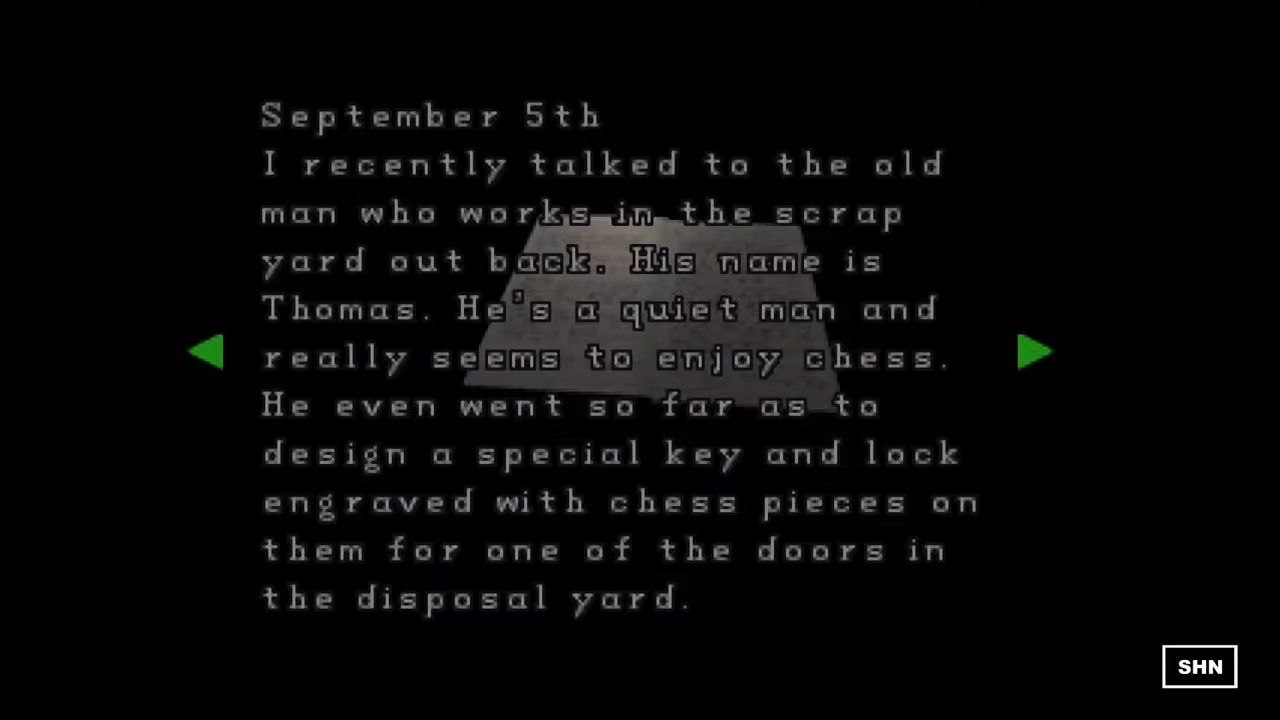 September 5th
I recently talked to the old
man who works in the scrap
yard out back. His name is
Thomas. He's a quiet man and
really seems to enjoy chess.
He even went so far as to
design a special key and lock
engraved with chess pieces on
them for one of the doors in
the disposal yard.
SHN